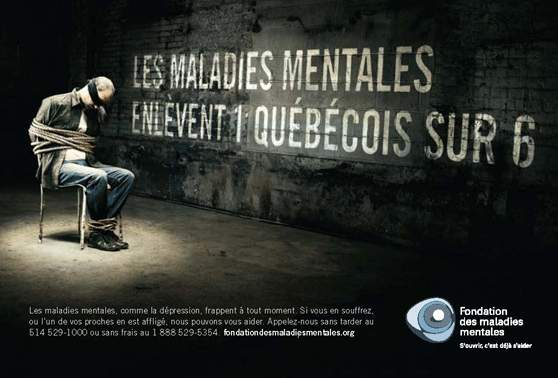 LES MALADIES MENTALES
ENLÈVENT 1 QUÉBÉCOIS SUR 6
Les maladies mentales, comme la dépression, frappent à tout moment. Si vous en souffrez,
ou l'un de vos proches en est affligé, nous pouvons vous aider. Appelez-nous sans tarder au
514 529-1000 ou sans frais au 1 888 529-5354. fondationdesmaladiesmentales.org
Fondation
des maladies
mentales
S'ouvrir, c'est déjà s'aider